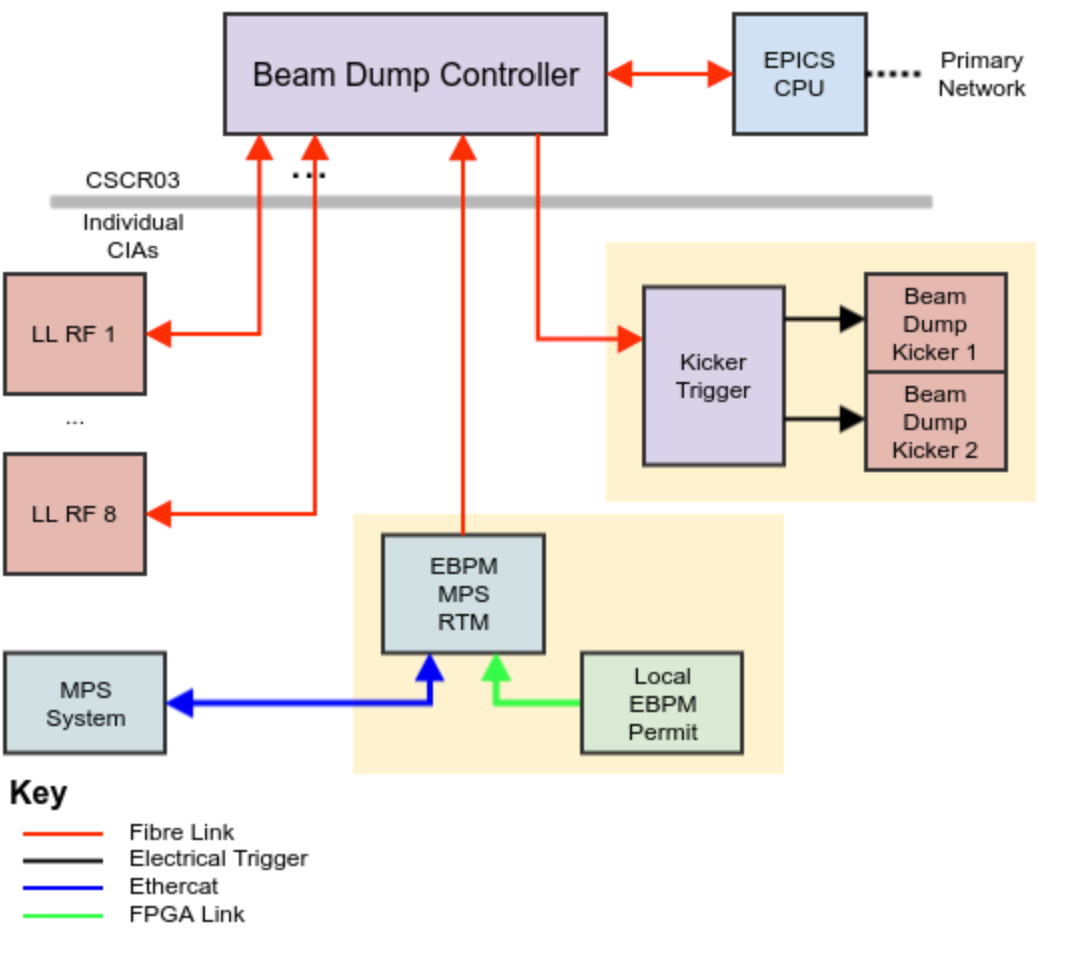 Beam Dump Controller
EPICS
CPU
Primary
Network
...
CSCR03
Individual
CIAs
LL RF 1
...
LL RF 8
Kicker
Trigger
Beam
Dump
Kicker 1
Beam
Dump
Kicker 2
EBPM
MPS
RTM
MPS
System
Local
EBPM
Permit
Key
Fibre Link
Electrical Trigger
Ethercat
FPGA Link